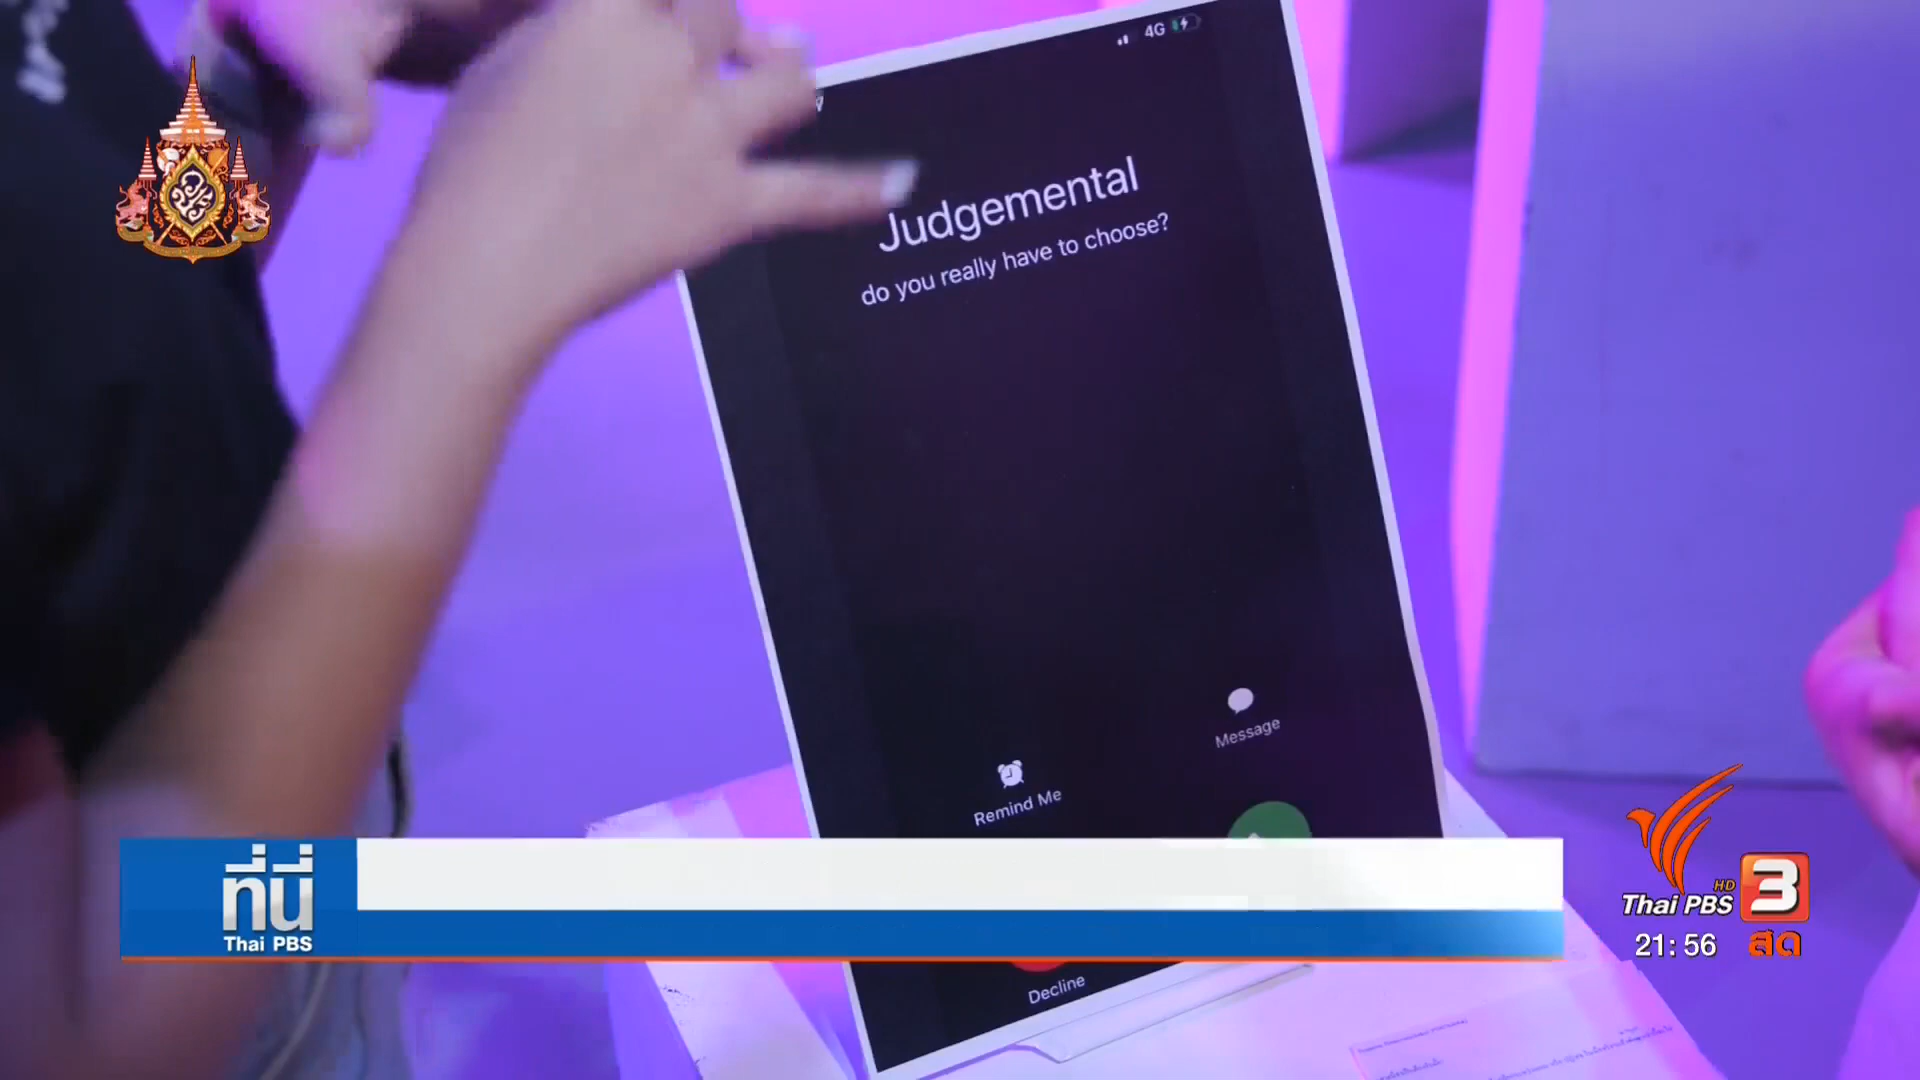 4G
Judgemental
do you really have to choose?
Message
Remind Me
ที่นี่
Thai PBS
HD
Thai PBS
3
21: 56
สด
Decline